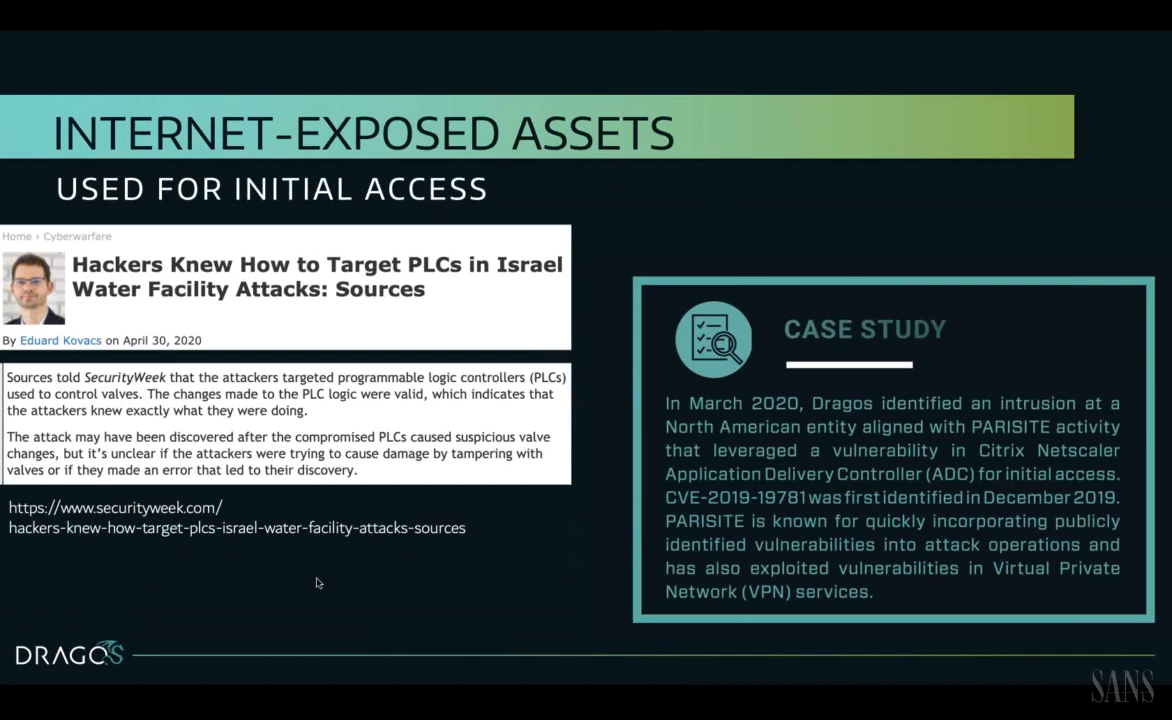 INTERNET-EXPOSED ASSETS
USED FOR INITIAL ACCESS
Home > Cyberwarfare
Hackers Knew How to Target PLCs in Israel
Water Facility Attacks: Sources
By Eduard Kovacs on April 30, 2020
Sources told SecurityWeek that the attackers targeted programmable logic controllers (PLCs)
used to control valves. The changes made to the PLC logic were valid, which indicates that
the attackers knew exactly what they were doing.
The attack may have been discovered after the compromised PLCs caused suspicious valve
changes, but it's unclear if the attackers were trying to cause damage by tampering with
valves or if they made an error that led to their discovery.
https://www.securityweek.com/
hackers-knew-how-target-plcs-israel-water-facility-attacks-sources
CASE STUDY
In March 2020, Dragos identified an intrusion at a
North American entity aligned with PARISITE activity
that leveraged a vulnerability in Citrix Netscaler
Application Delivery Controller (ADC) for initial access.
CVE-2019-19781 was first identified in December 2019.
PARISITE is known for quickly incorporating publicly
identified vulnerabilities into attack operations and
has also exploited vulnerabilities in Virtual Private
Network (VPN) services.
DRAGOS
SANS